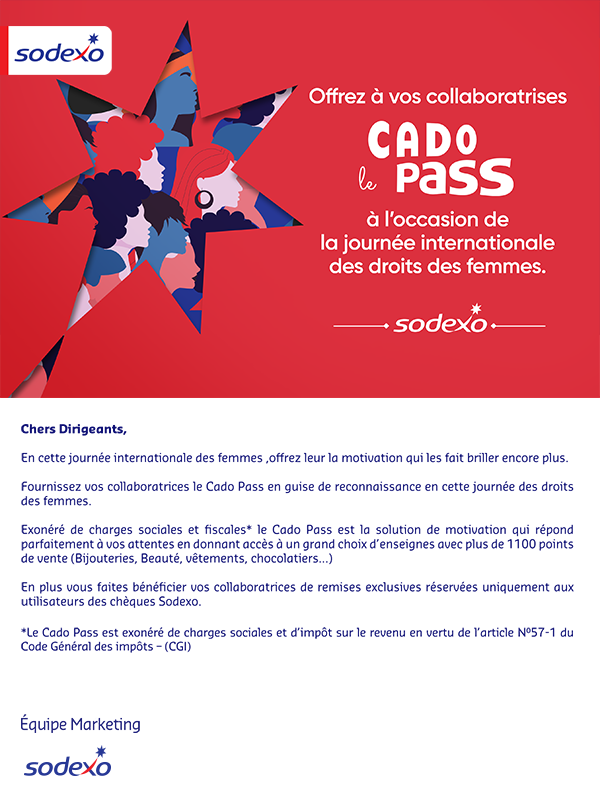 sodexo
Offrez à vos collaboratrises
CADO
le PASS
à l'occasion de
la journée internationale
des droits des femmes.
sodexo
Chers Dirigeants,
En cette journée internationale des femmes ,offrez leur la motivation qui les fait briller encore plus.
Fournissez vos collaboratrices le Cado Pass en guise de reconnaissance en cette journée des droits
des femmes.
Exonéré de charges sociales et fiscales* le Cado Pass est la solution de motivation qui répond
parfaitement à vos attentes en donnant accès à un grand choix d'enseignes avec plus de 1100 points
de vente (Bijouteries, Beauté, vêtements, chocolatiers...)
En plus vous faites bénéficier vos collaboratrices de remises exclusives réservées uniquement aux
utilisateurs des chèques Sodexo.
*Le Cado Pass est exonéré de charges sociales et d'impôt sur le revenu en vertu de l'article Nº57-1 du
Code Général des impôts – (CGI)
Équipe Marketing
sodexo